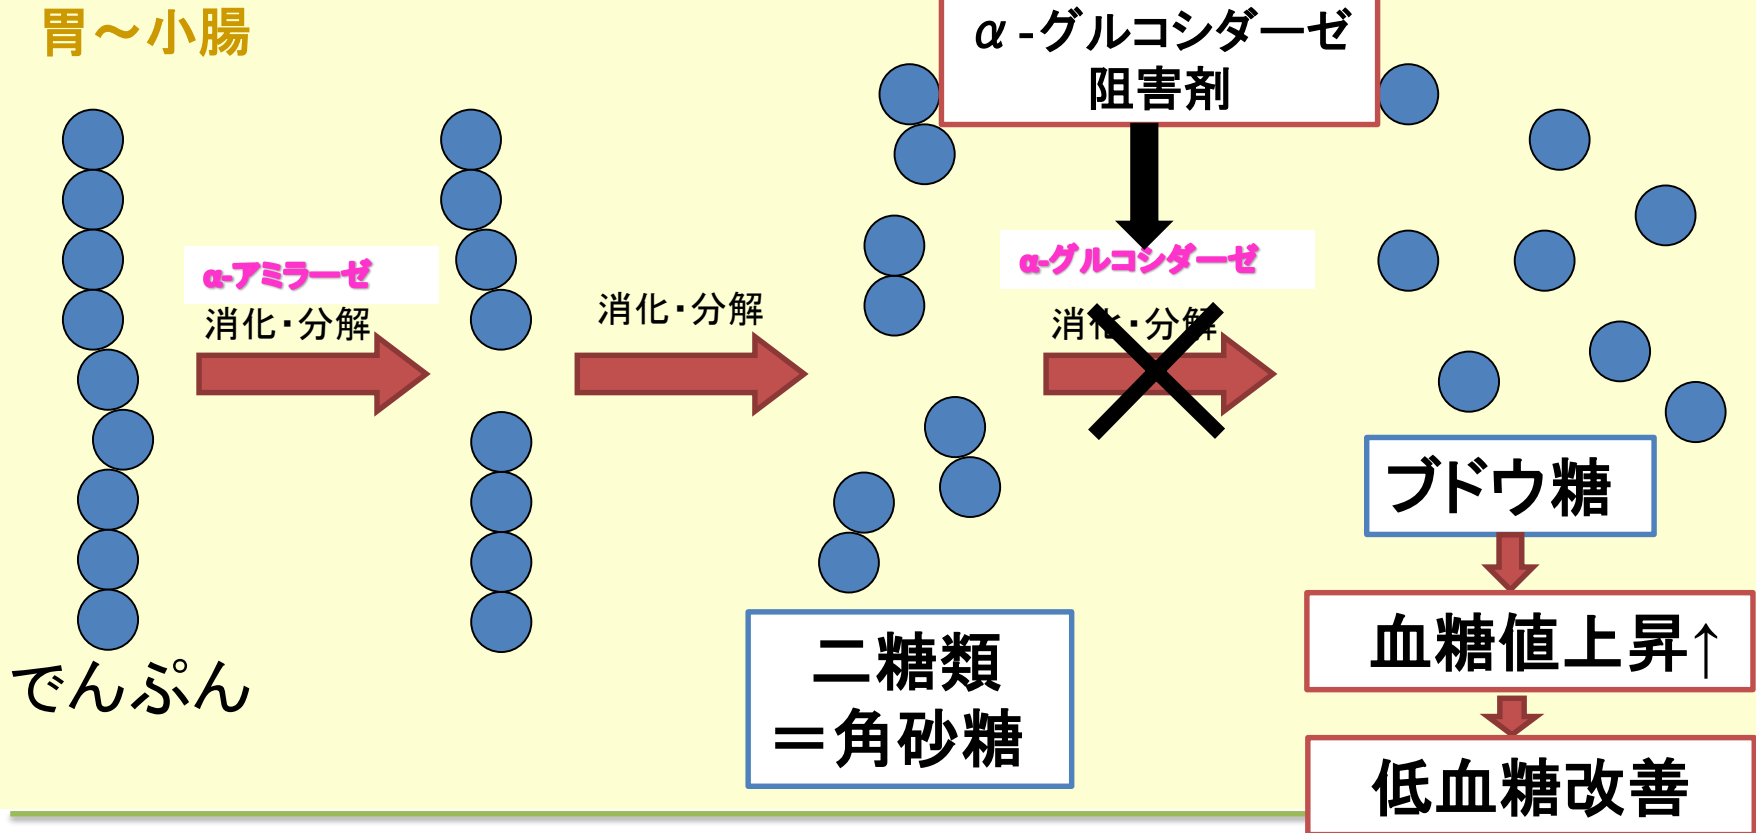 胃～小腸
α-グルコシダーゼ
阻害剤
α-アミラーゼ
消化・分解
消化・分解
α-グルコシダーゼ
消化・分解
でんぷん
二糖類
＝角砂糖
ブドウ糖
血糖値上昇↑
低血糖改善